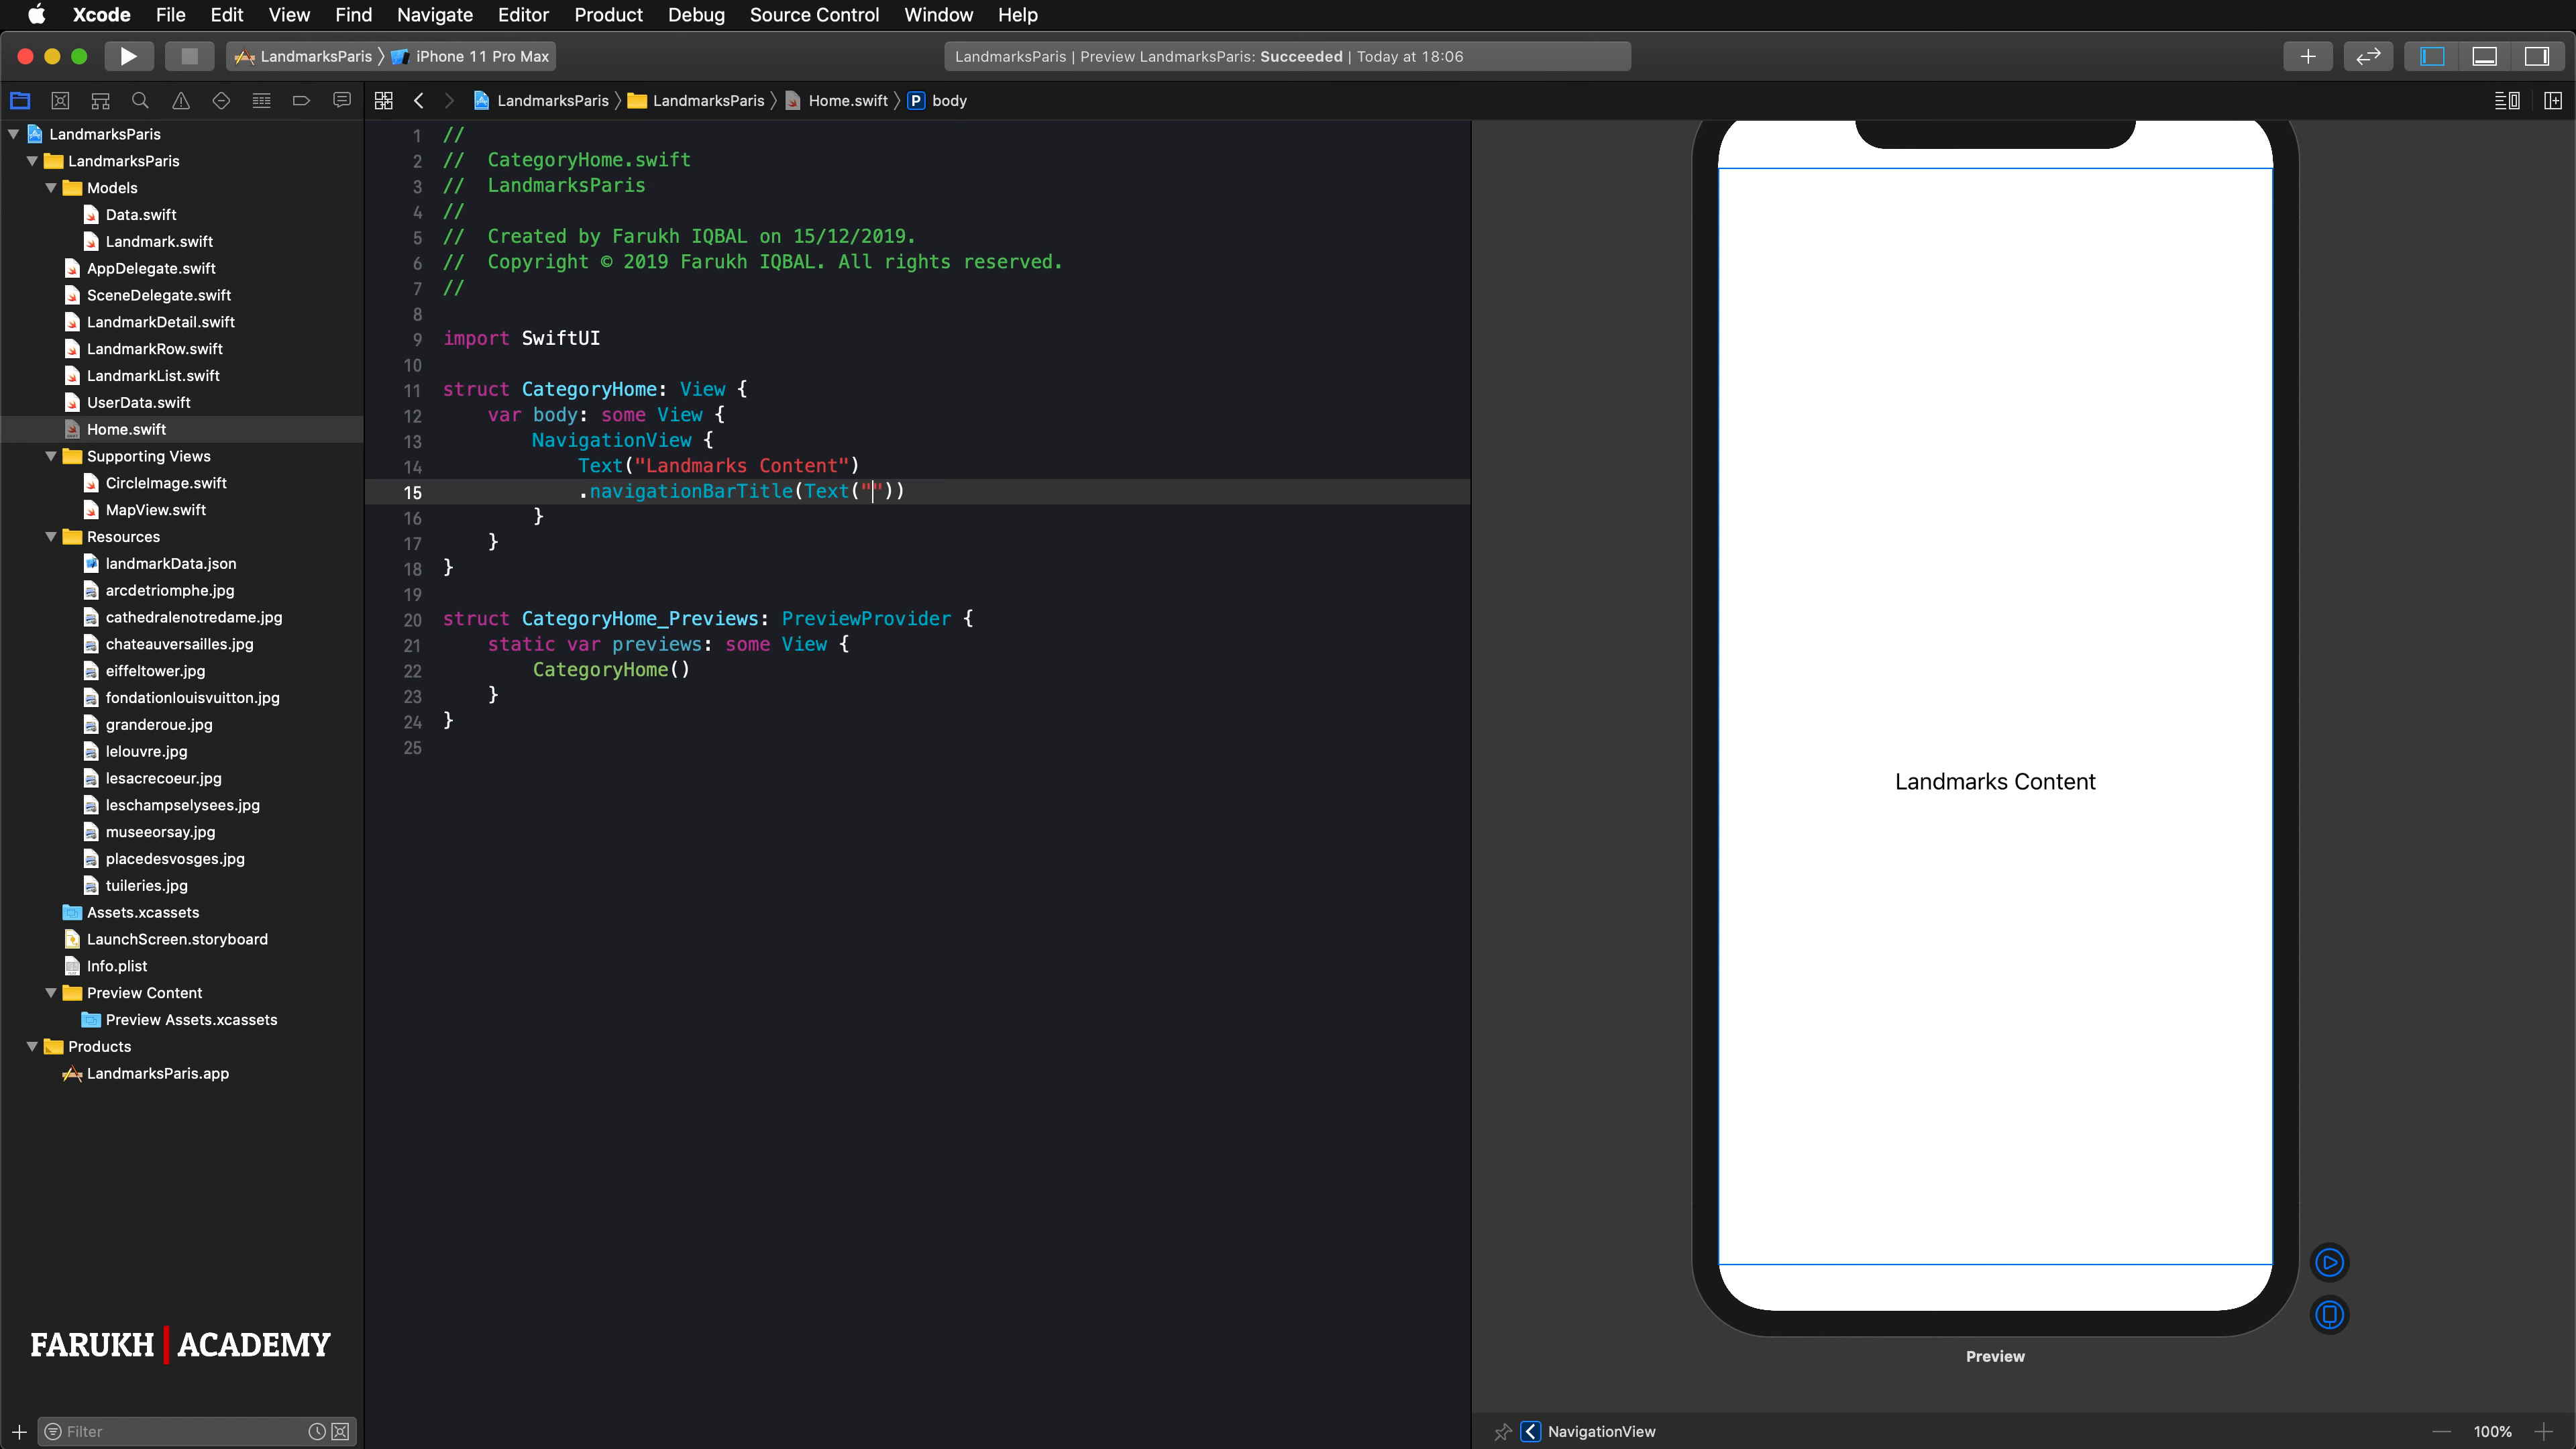 Xcode File Edit View Find Navigate Editor Product Debug Source Control Window Help
LandmarksParis iPhone 11 Pro Max
LandmarksParis | Preview LandmarksParis: Succeeded | Today at 18:06
LandmarksParis LandmarksParis Home.swift P body
LandmarksParis
LandmarksParis
Models
Data.swift
Landmark.swift
AppDelegate.swift
SceneDelegate.swift
LandmarkDetail.swift
LandmarkRow.swift
LandmarkList.swift
UserData.swift
Home.swift
Supporting Views
CircleImage.swift
MapView.swift
Resources
landmarkData.json
arcdetriomphe.jpg
cathedralenotredame.jpg
chateauversailles.jpg
eiffeltower.jpg
fondationlouisvuitton.jpg
granderoue.jpg
lelouvre.jpg
lesacrecoeur.jpg
leschampselysees.jpg
museeorsay.jpg
placedesvosges.jpg
tuileries.jpg
Assets.xcassets
LaunchScreen.storyboard
Info.plist
Preview Content
Preview Assets.xcassets
Products
LandmarksParis.app
FARUKH | ACADEMY
Filter
1 //
2 // CategoryHome.swift
3 // LandmarksParis
4 //
5 // Created by Farukh IQBAL on 15/12/2019.
6 // Copyright © 2019 Farukh IQBAL. All rights reserved.
7 //
8
9 import SwiftUI
10
11 struct CategoryHome: View {
12 var body: some View {
13 NavigationView {
14 Text("Landmarks Content")
15 .navigationBarTitle(Text(""))
16 }
17 }
18 }
19
20 struct CategoryHome_Previews: PreviewProvider {
21 static var previews: some View {
22 CategoryHome()
23 }
24 }
25
Landmarks Content
Preview
NavigationView
100%